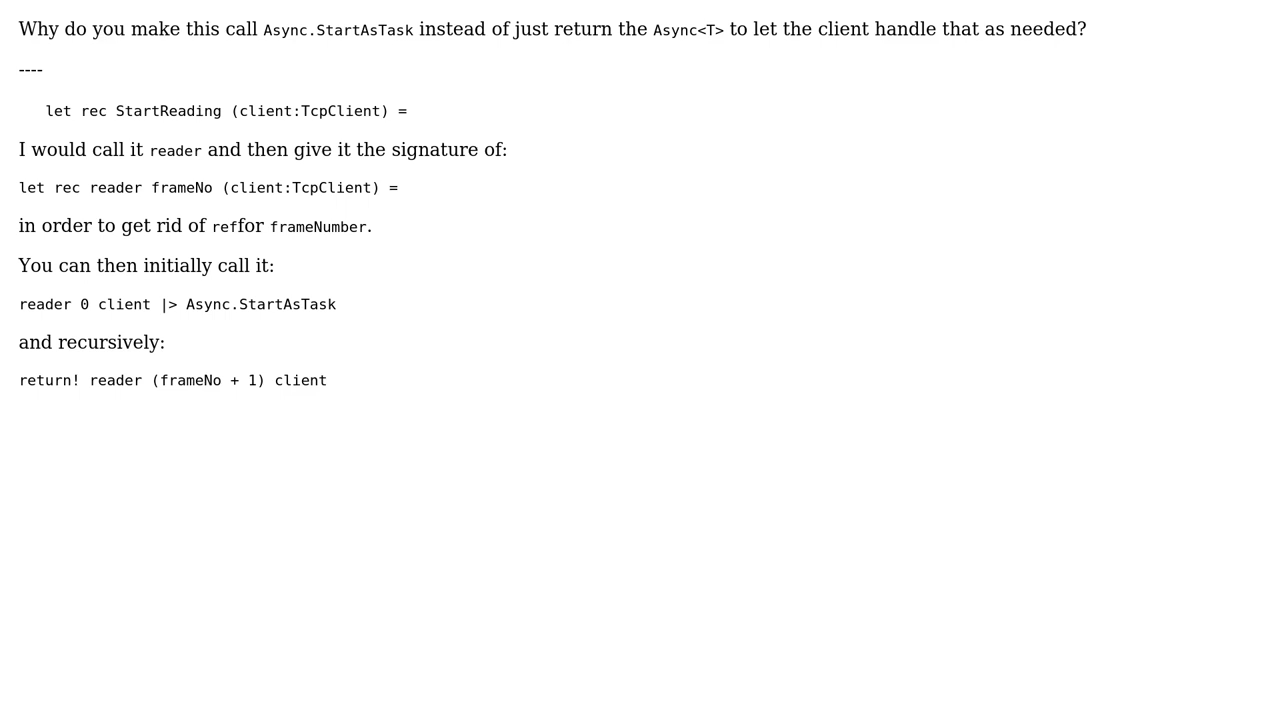 Why do you make this call Async.StartAsTask instead of just return the Async<T> to let the client handle that as needed?
----
let rec StartReading (client:TcpClient) =
I would call it reader and then give it the signature of:
let rec reader frameNo (client:TcpClient) =
in order to get rid of reffor frameNumber.
You can then initially call it:
reader 0 client |> Async.StartAsTask
and recursively:
return! reader (frameNo + 1) client